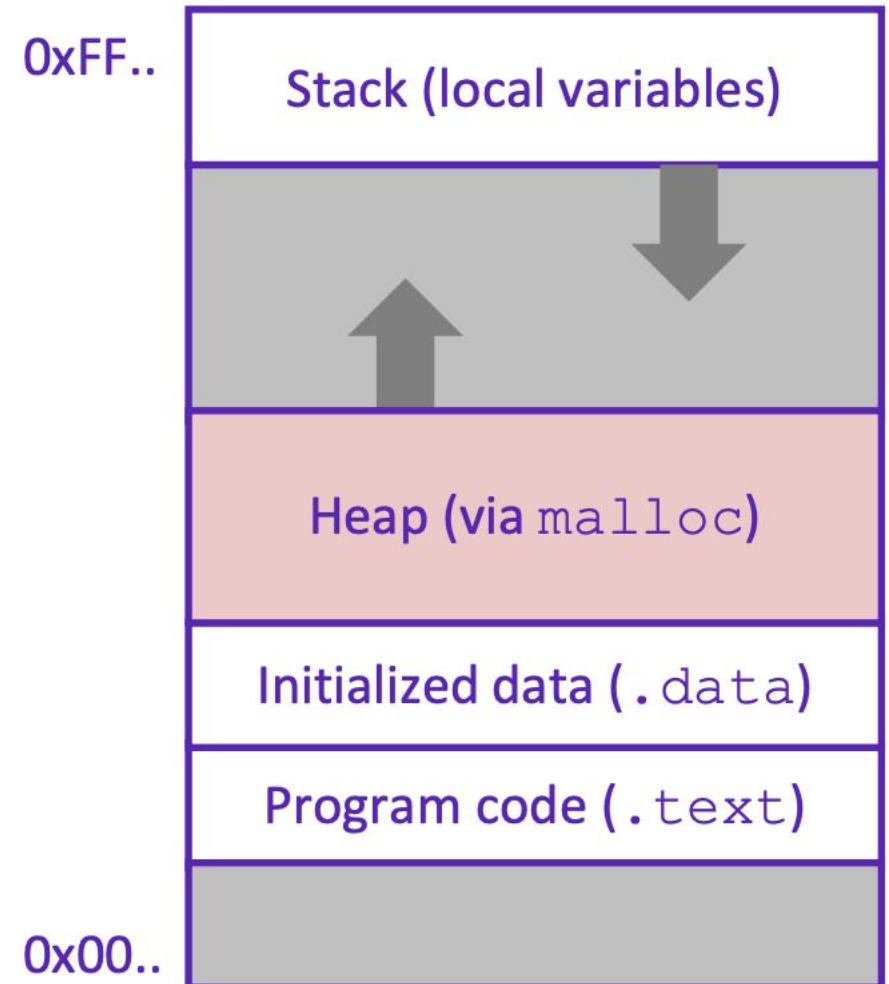 0xFF..
Stack (local variables)
Heap (via malloc)
Initialized data (.data)
Program code (.text)
0x00..